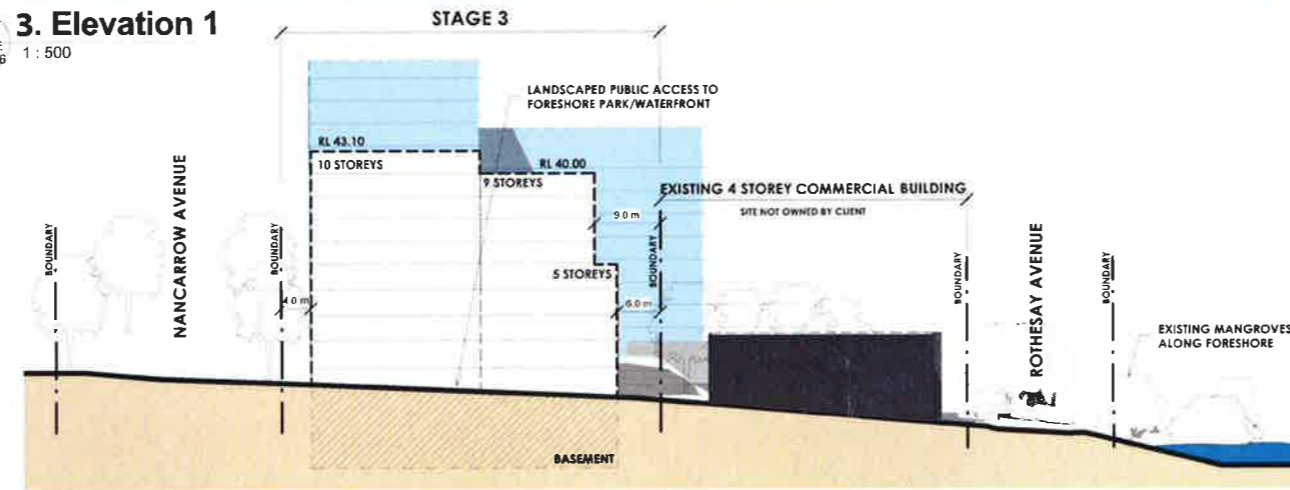 3. Elevation 1
1 : 500
STAGE 3
LANDSCAPED PUBLIC ACCESS TO
FORESHORE PARK/WATERFRONT
RL 43.10
10 STOREYS
RL 40.00
9 STOREYS
EXISTING 4 STOREY COMMERCIAL BUILDING
SITE NOT OWNED BY CLIENT
9.0 m
5 STOREYS
6.0 m
NANCARROW AVENUE
BOUNDARY
BOUNDARY
BOUNDARY
BOUNDARY
BOUNDARY
ROTHESAY AVENUE
EXISTING MANGROVES
ALONG FORESHORE
BASEMENT